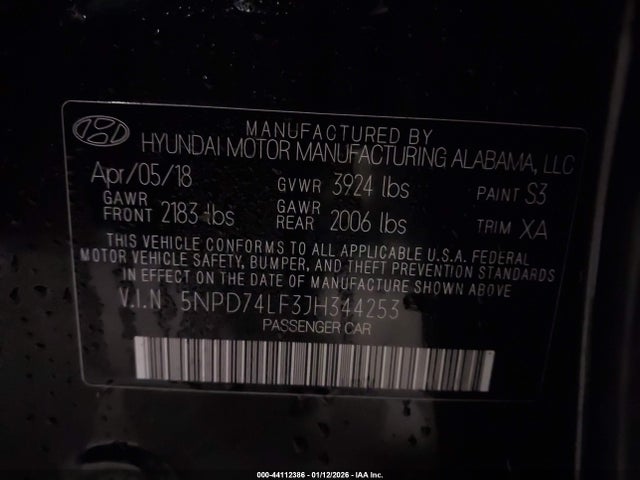 MANUFACTURED BY
HYUNDAI MOTOR MANUFACTURING ALABAMA, LLC
Apr/05/18 GVWR 3924 lbs PAINT S3
GAWR FRONT 2183 lbs GAWR REAR 2006 lbs TRIM XA
THIS VEHICLE CONFORMS TO ALL APPLICABLE U.S.A. FEDERAL
MOTOR VEHICLE SAFETY, BUMPER, AND THEFT PREVENTION STANDARDS
IN EFFECT ON THE DATE OF MANUFACTURE SHOWN ABOVE.
V.I.N 5NPD74LF3JH344253
PASSENGER CAR
000-44112386 - 01/12/2026 - IAA Inc.